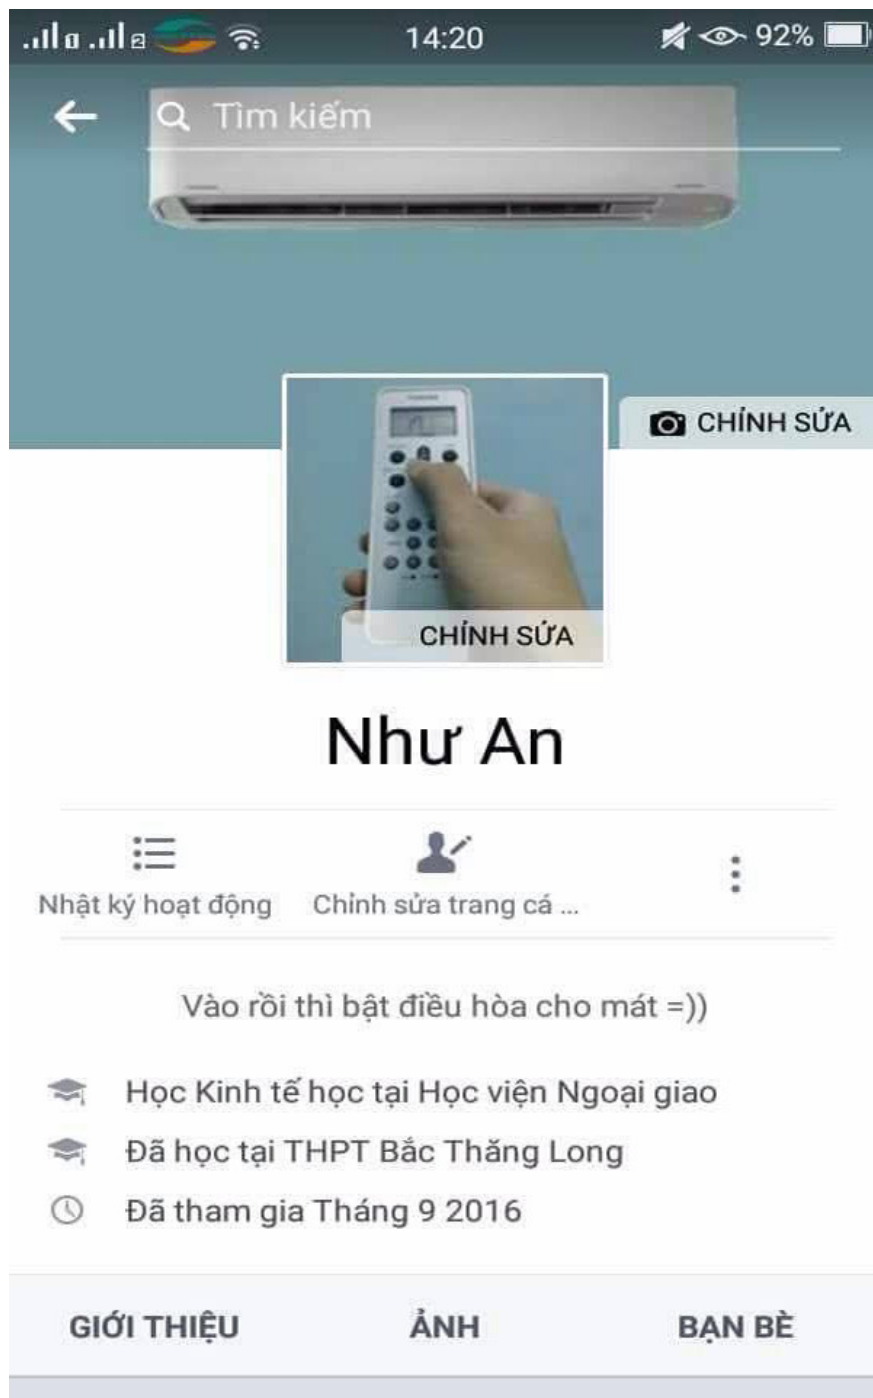 14:20
92%
Tìm kiếm
CHỈNH SỬA
CHỈNH SỬA
Như An
Nhật ký hoạt động
Chỉnh sửa trang cá ...
Vào rồi thì bật điều hòa cho mát =))
Học Kinh tế học tại Học viện Ngoại giao
Đã học tại THPT Bắc Thăng Long
Đã tham gia Tháng 9 2016
GIỚI THIỆU
ẢNH
BẠN BÈ